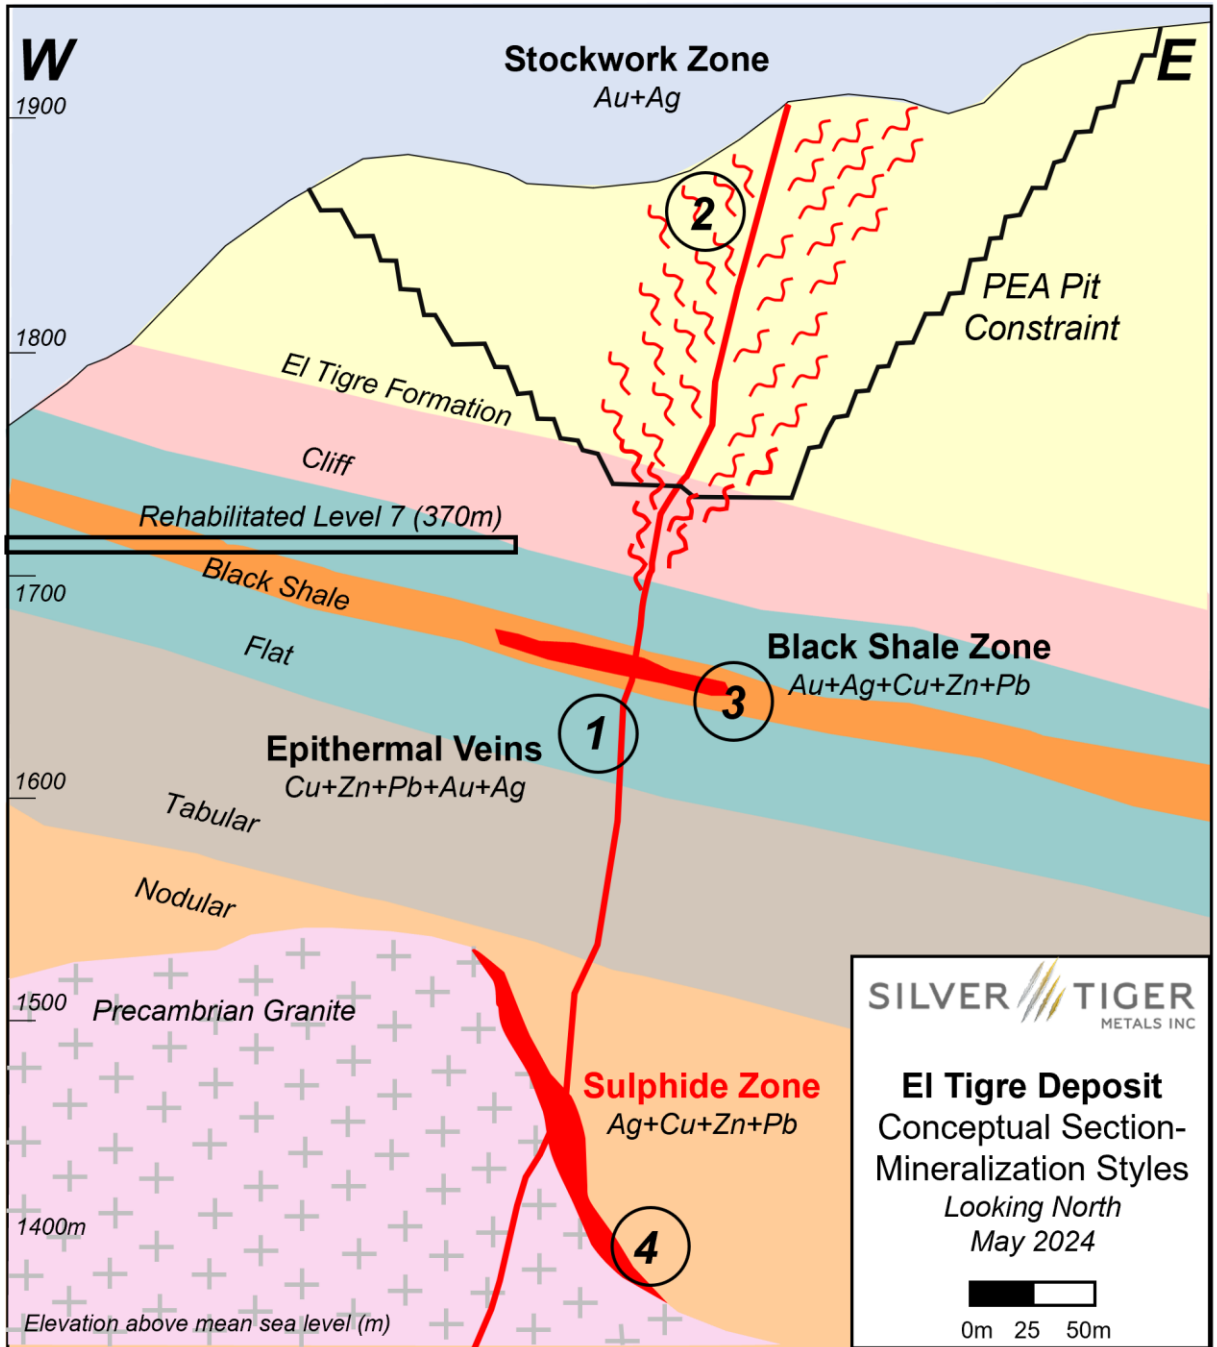 W
E
Stockwork Zone
Au+Ag
1900
2
PEA Pit
Constraint
1800
El Tigre Formation
Cliff
Rehabilitated Level 7 (370m)
Black Shale
1700
Flat
Black Shale Zone
Au+Ag+Cu+Zn+Pb
3
1
Epithermal Veins
Cu+Zn+Pb+Au+Ag
1600
Tabular
Nodular
1500
Precambrian Granite
Sulphide Zone
Ag+Cu+Zn+Pb
1400m
4
Elevation above mean sea level (m)
SILVER TIGER
METALS INC
El Tigre Deposit
Conceptual Section-
Mineralization Styles
Looking North
May 2024
0m 25 50m